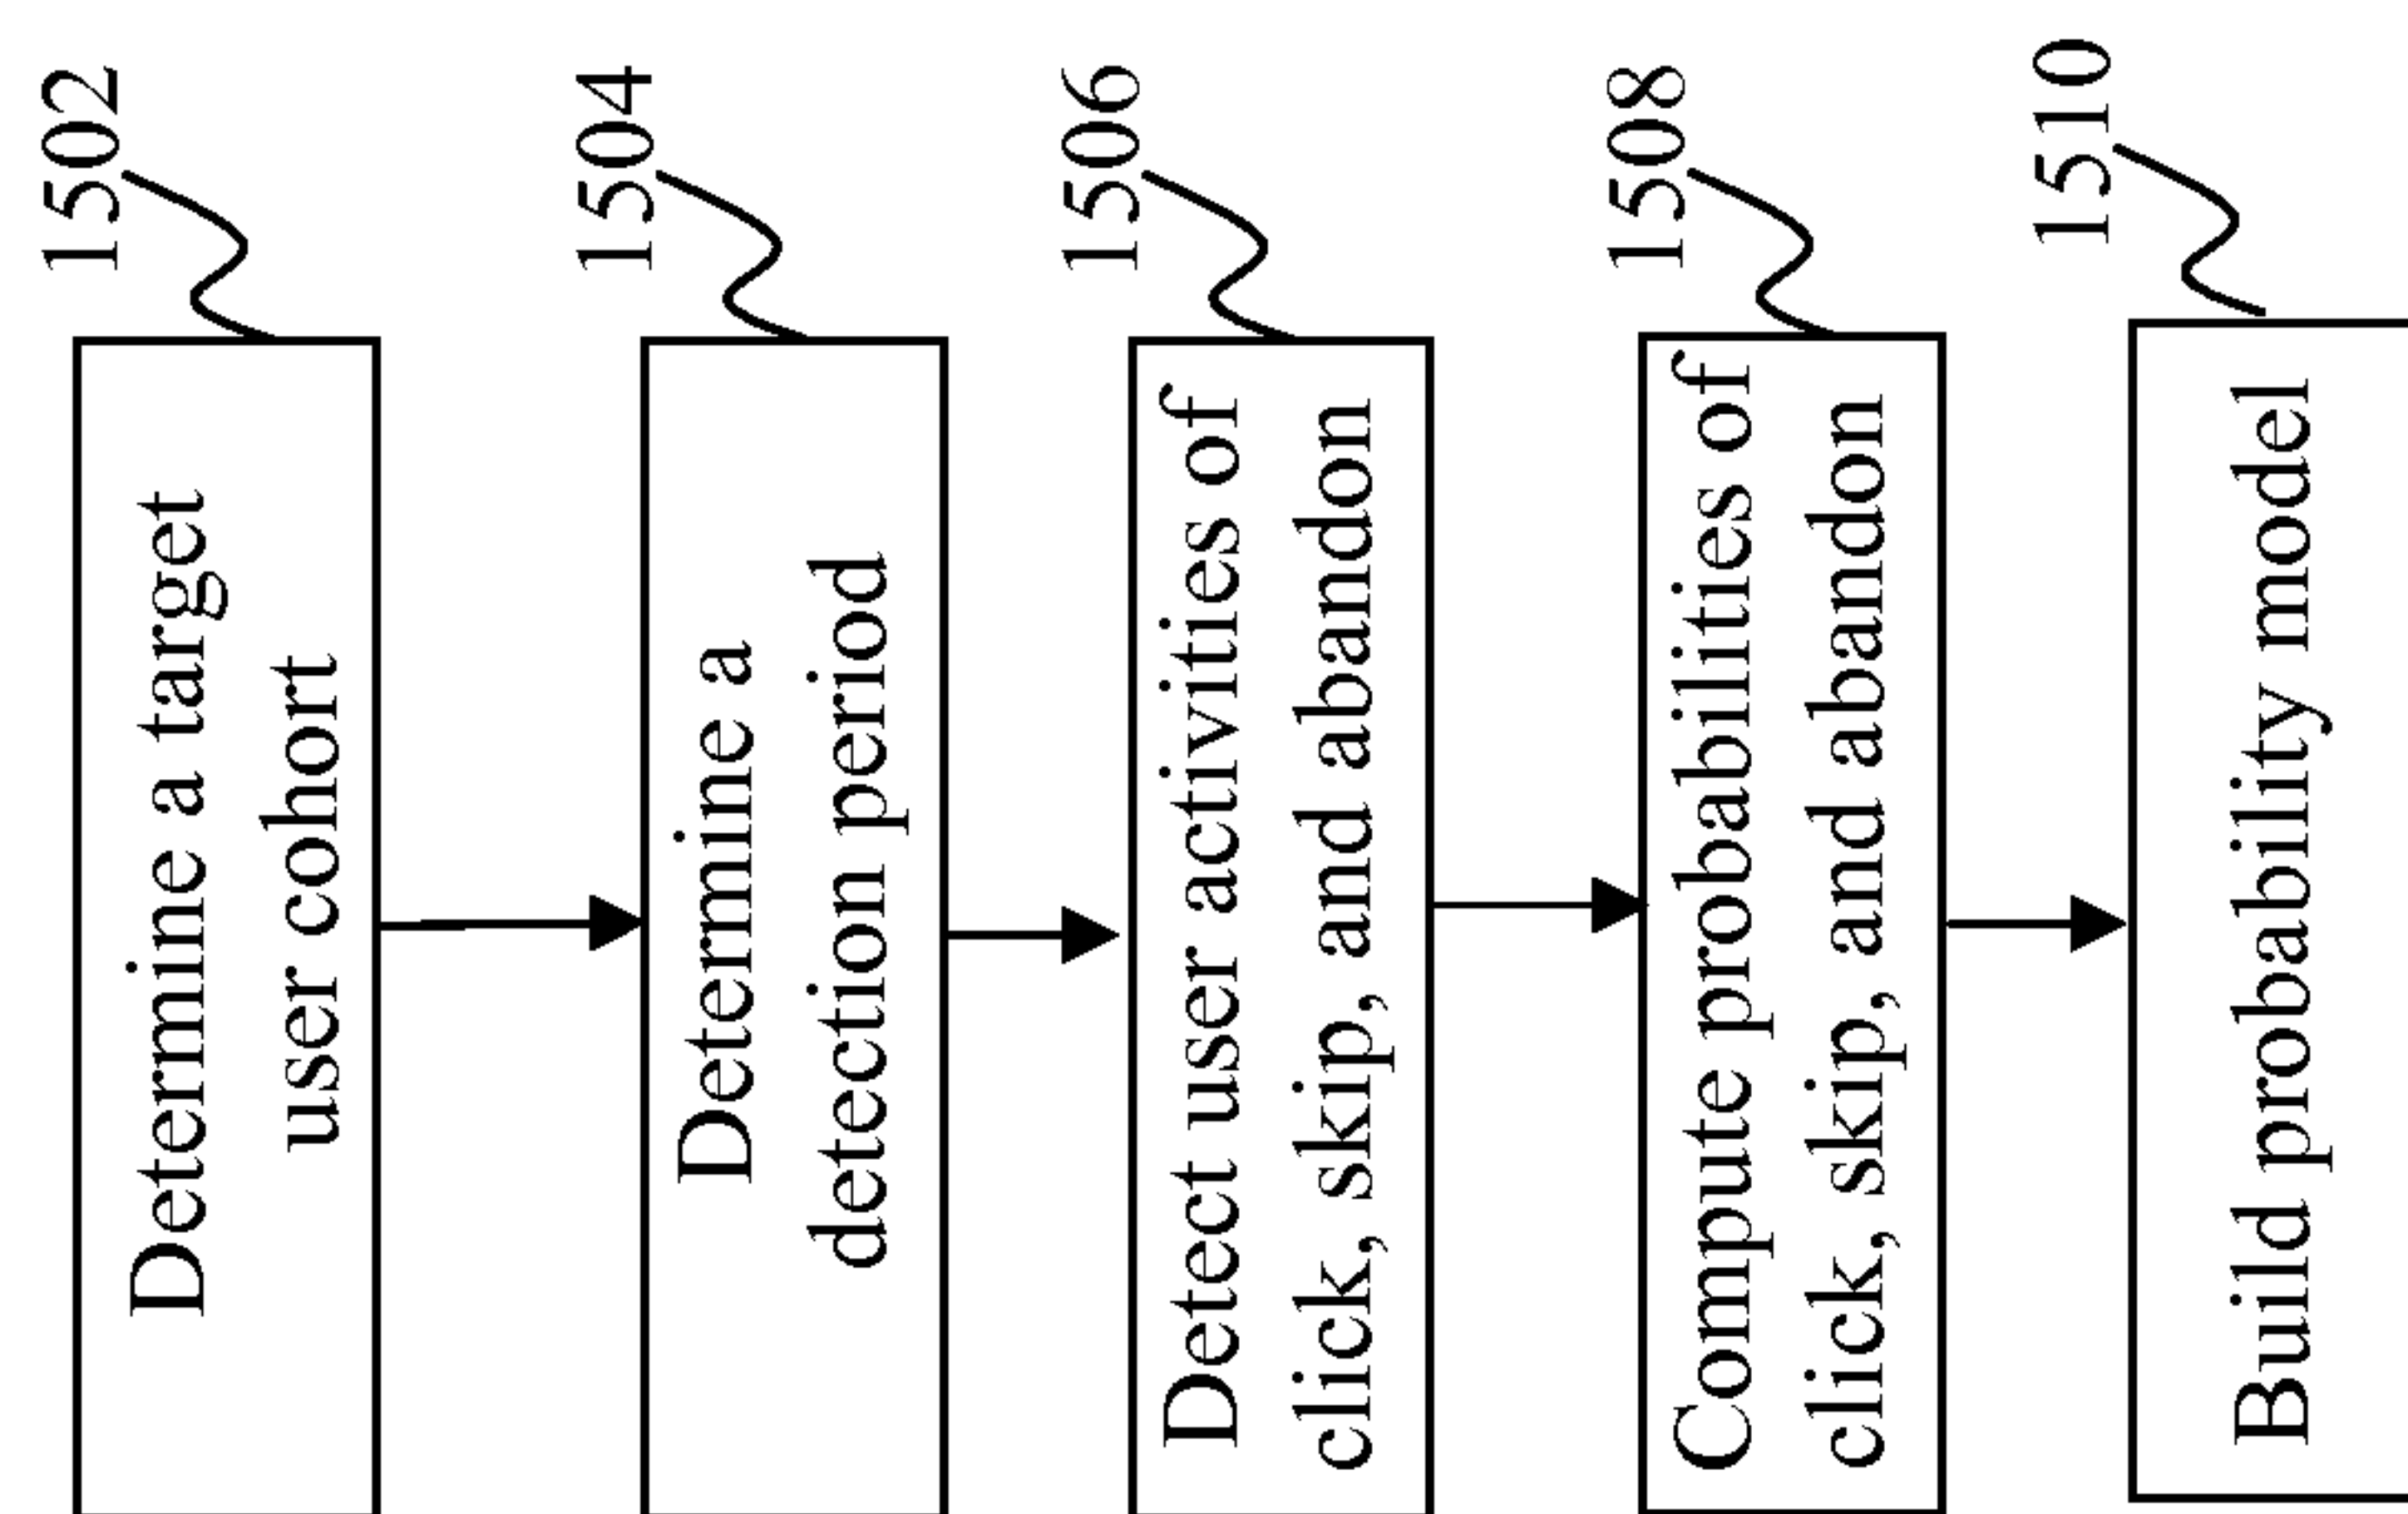 1502
Determine a target
user cohort
1504
Determine a
detection period
1506
Detect user activities of
click, skip, and abandon
1508
Compute probabilities of
click, skip, and abandon
1510
Build probability model